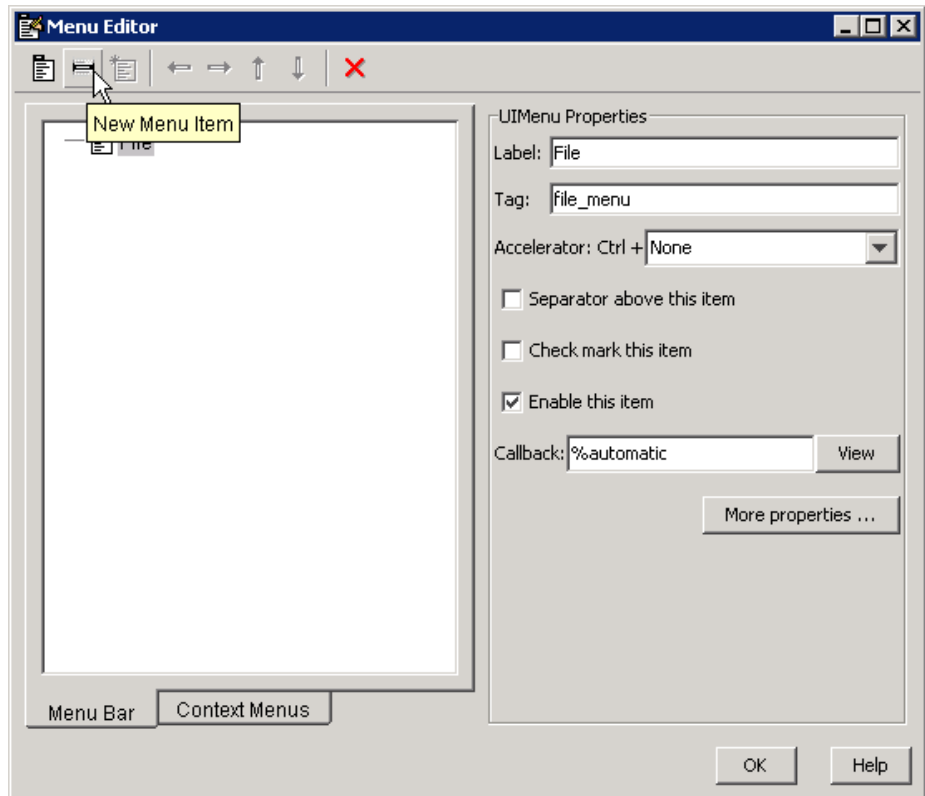 Menu Editor
New Menu Item
File
UIMenu Properties
Label: File
Tag: file_menu
Accelerator: Ctrl + None
Separator above this item
Check mark this item
Enable this item
Callback: %automatic View
More properties ...
Menu Bar Context Menus
OK Help